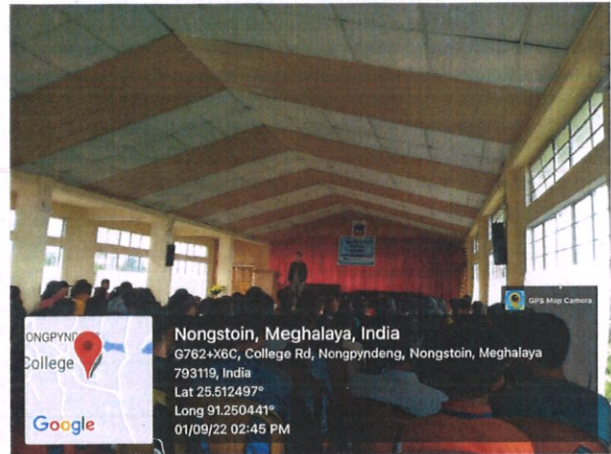 GPS Map Camera
ONGPYND
College
Google
Nongstoin, Meghalaya, India
G762+X6C, College Rd, Nongpyndeng, Nongstoin, Meghalaya
793119, India
Lat 25.512497°
Long 91.250441°
01/09/22 02:45 PM